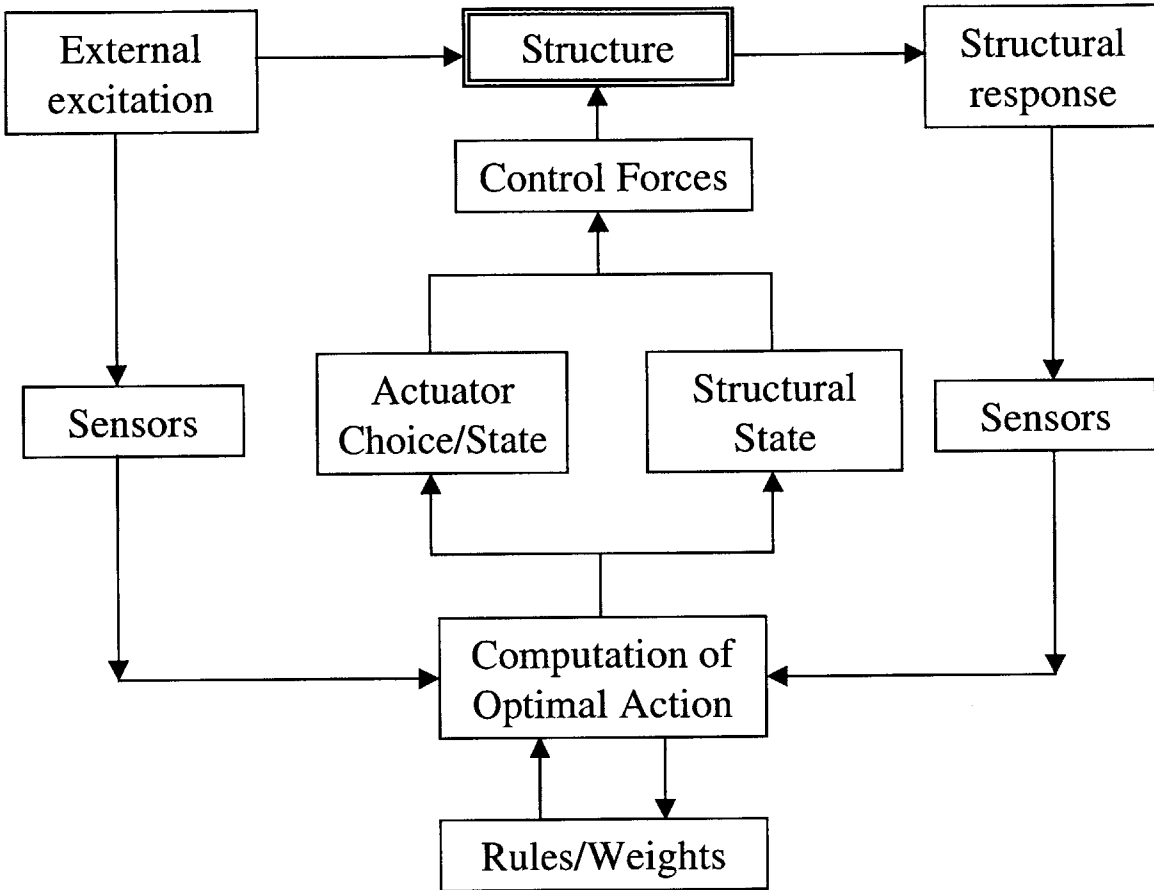 External
excitation
Structure
Structural
response
Control Forces
Sensors
Actuator
Choice/State
Structural
State
Sensors
Computation of
Optimal Action
Rules/Weights